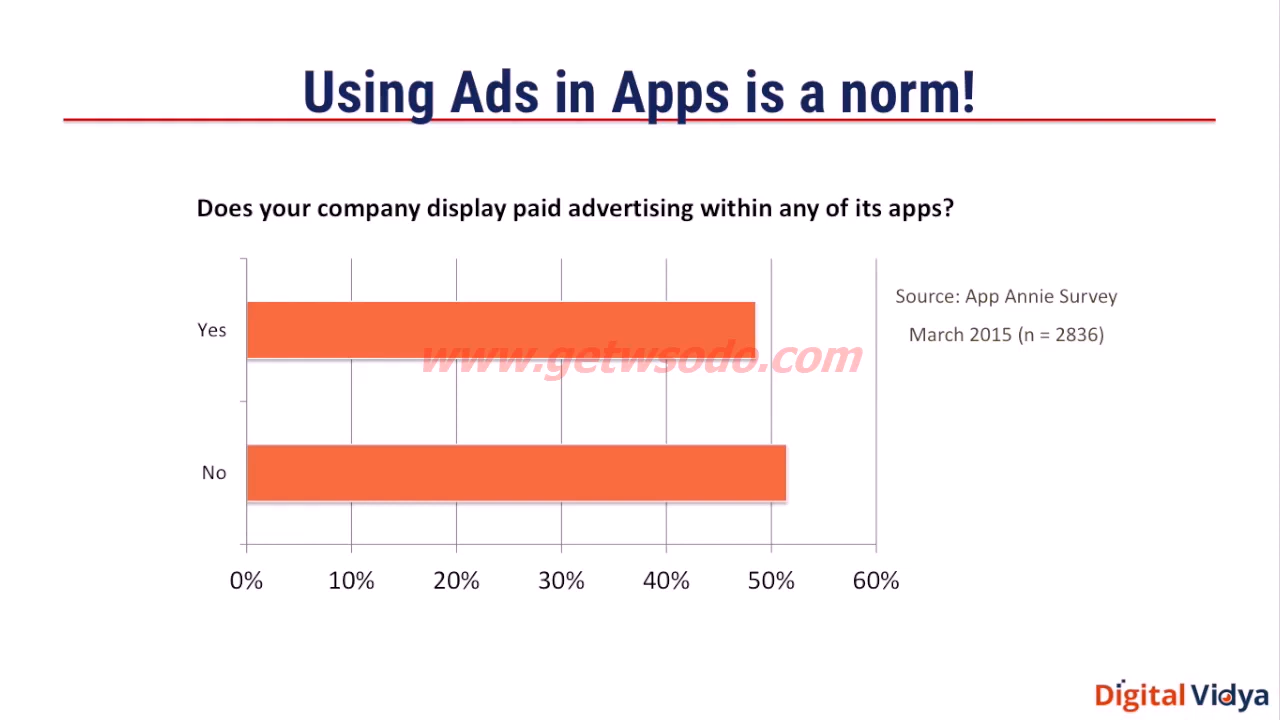 Using Ads in Apps is a norm!
Does your company display paid advertising within any of its apps?
Source: App Annie Survey
March 2015 (n = 2836)
Yes
www.getwsodo.com
No
0% 10% 20% 30% 40% 50% 60%
Digital Vidya